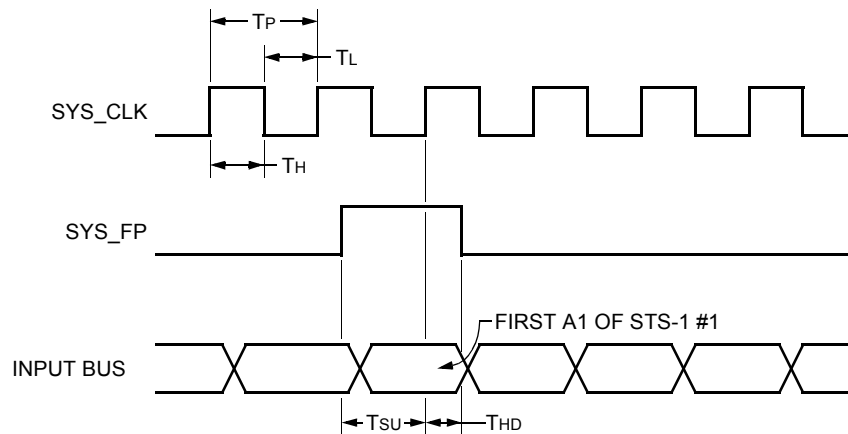 TP
TL
SYS_CLK
TH
SYS_FP
FIRST A1 OF STS-1 #1
INPUT BUS
TSU
THD